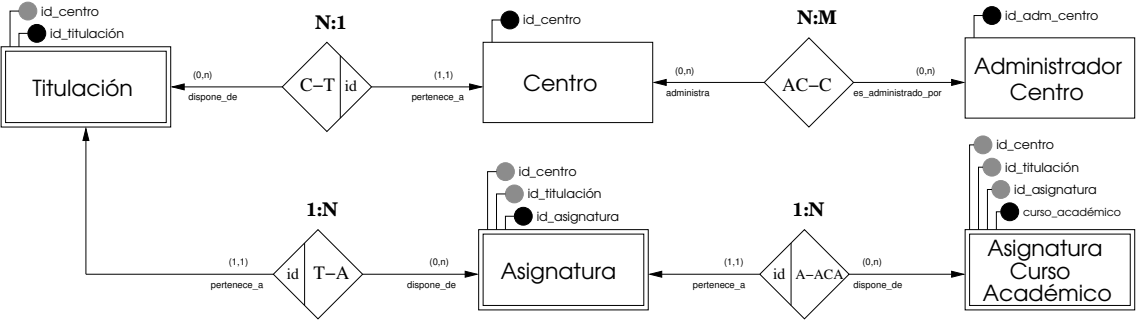 id_centro
id_titulación
Titulación
N:1
(0,n)
dispone_de
C–T
id
(1,1)
pertenece_a
id_centro
Centro
N:M
(0,n)
administra
AC–C
(0,n)
es_administrado_por
id_adm_centro
Administrador
Centro
1:N
(1,1)
pertenece_a
id
T–A
(0,n)
dispone_de
id_centro
id_titulación
id_asignatura
Asignatura
1:N
(1,1)
pertenece_a
id
A–ACA
(0,n)
dispone_de
id_centro
id_titulación
id_asignatura
curso_académico
Asignatura
Curso
Académico